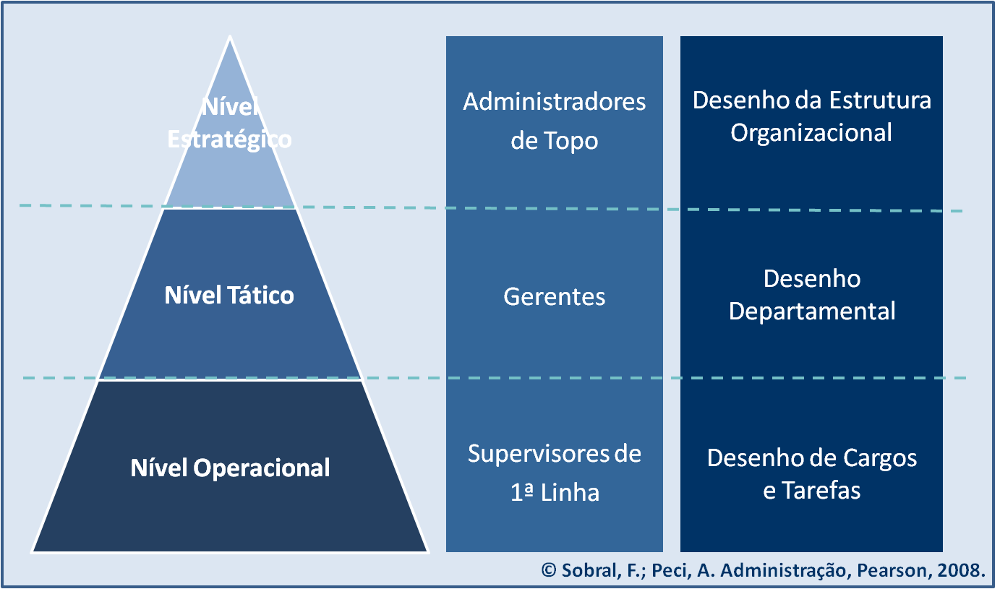 Nível
Estratégico
Administradores
de Topo
Desenho da Estrutura
Organizacional
Nível Tático
Gerentes
Desenho
Departamental
Nível Operacional
Supervisores de
1ª Linha
Desenho de Cargos
e Tarefas
© Sobral, F.; Peci, A. Administração, Pearson, 2008.